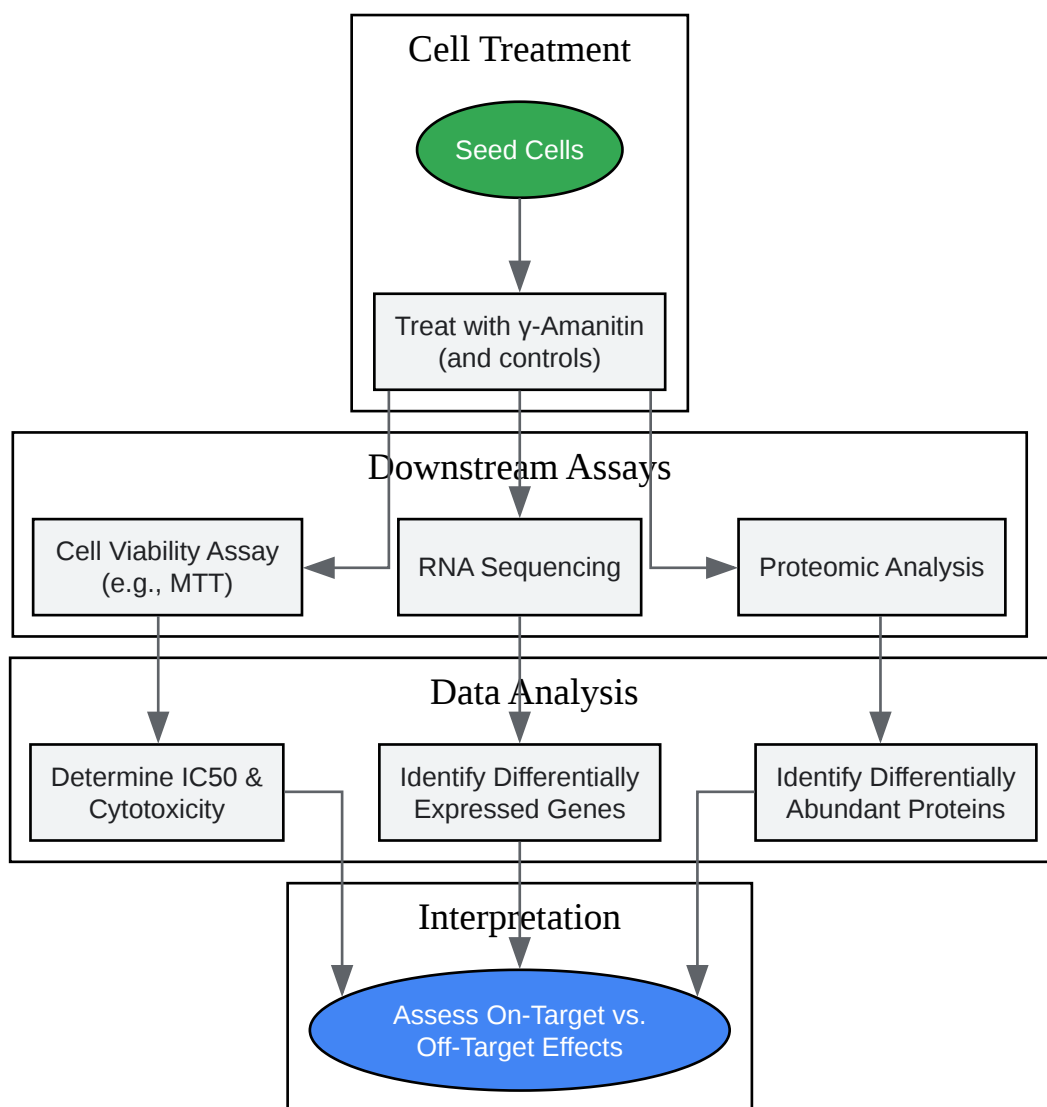 Cell Treatment
Seed Cells
Treat with γ-Amanitin
(and controls)
Downstream Assays
Cell Viability Assay
(e.g., MTT)
RNA Sequencing
Proteomic Analysis
Data Analysis
Determine IC50 &
Cytotoxicity
Identify Differentially
Expressed Genes
Identify Differentially
Abundant Proteins
Interpretation
Assess On-Target vs.
Off-Target Effects